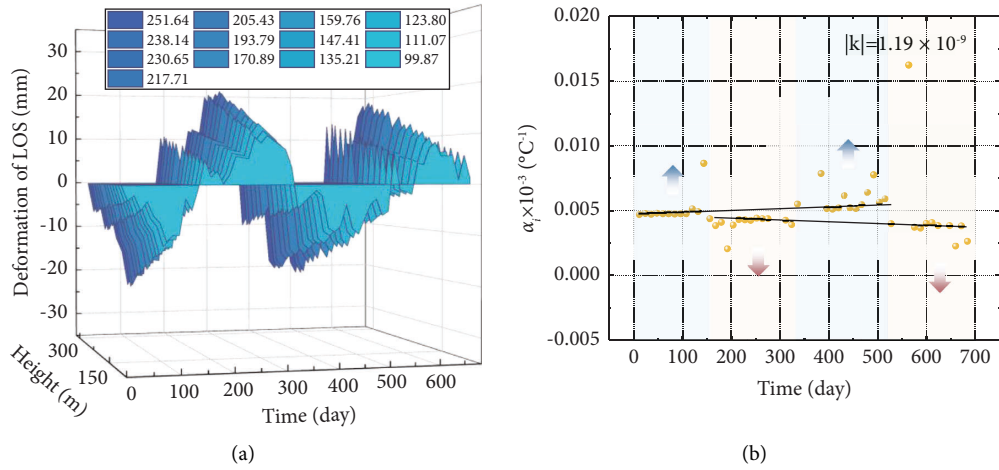 (a)
251.64 205.43 159.76 123.80
238.14 193.79 147.41 111.07
230.65 170.89 135.21 99.87
217.71
Deformation of LOS (mm)
30
20
10
0
-10
-20
-30
300
150
Height (m)
0 100 200 300 400 500 600
Time (day)
(a)
(b)
|k|=1.19 × 10⁻⁹
αᵢ×10⁻³ (°C⁻¹)
0.020
0.015
0.010
0.005
0.000
-0.005
0 100 200 300 400 500 600 700
Time (day)
(b)